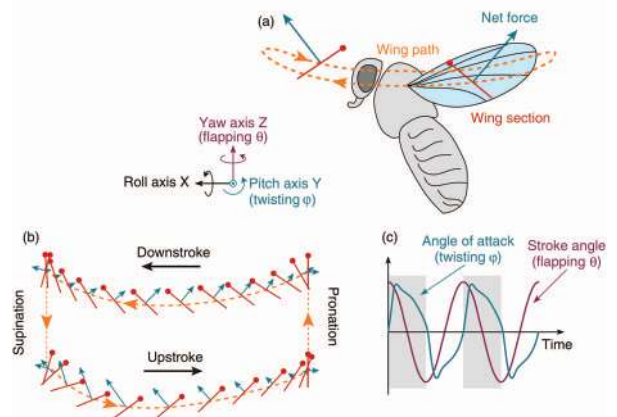 (a)
Net force
Wing path
Wing section
Yaw axis Z
(flapping θ)
Roll axis X
Pitch axis Y
(twisting φ)
(b)
Downstroke
Supination
Pronation
Upstroke
(c)
Angle of attack
(twisting φ)
Stroke angle
(flapping θ)
Time